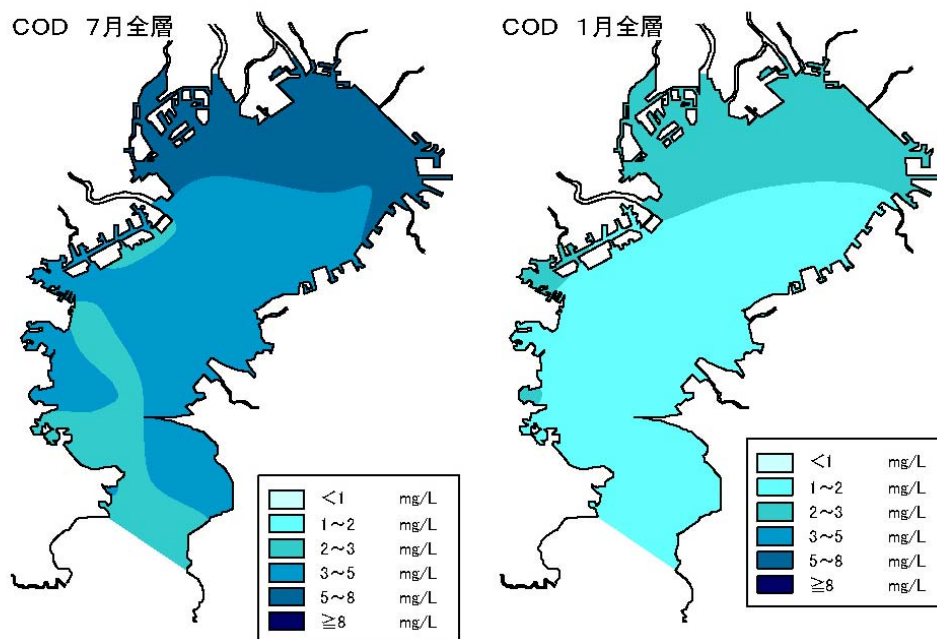 COD 7月全層
<1 mg/L
1～2 mg/L
2～3 mg/L
3～5 mg/L
5～8 mg/L
≧8 mg/L
COD 1月全層
<1 mg/L
1～2 mg/L
2～3 mg/L
3～5 mg/L
5～8 mg/L
≧8 mg/L